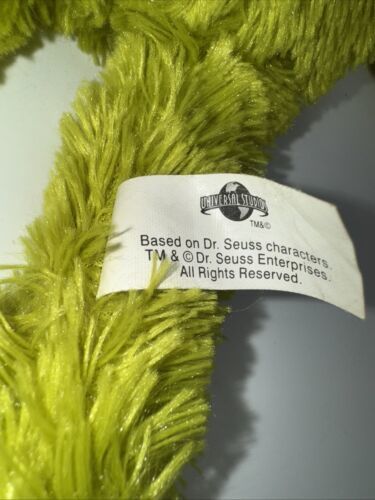 UNIVERSAL STUDIOS
TM&©
Based on Dr. Seuss characters.
TM & © Dr. Seuss Enterprises.
All Rights Reserved.